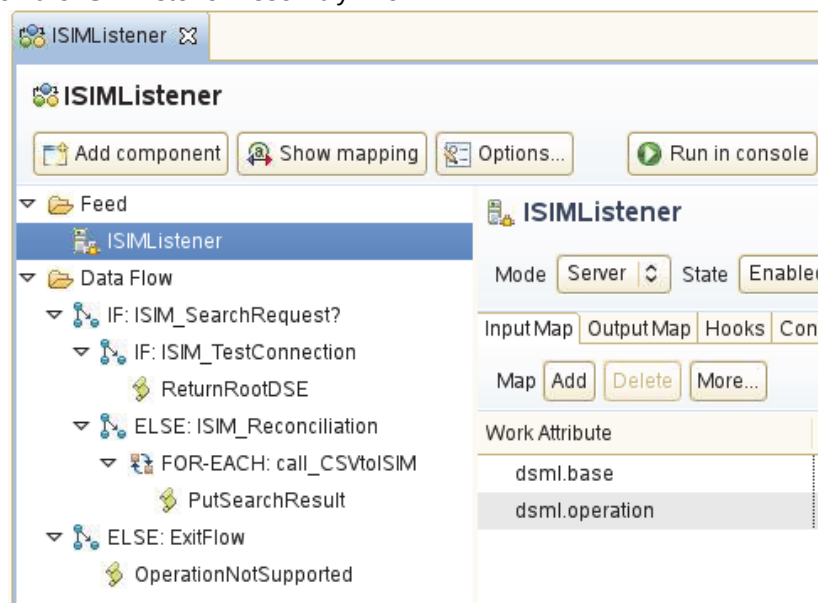 ISIMListener
ISIMListener
Add component Show mapping Options... Run in console
Feed
ISIMListener
Data Flow
IF: ISIM_SearchRequest?
IF: ISIM_TestConnection
ReturnRootDSE
ELSE: ISIM_Reconciliation
FOR-EACH: call_CSVtoISIM
PutSearchResult
ELSE: ExitFlow
OperationNotSupported
ISIMListener
Mode Server State Enabled
Input Map Output Map Hooks Con
Map Add Delete More...
Work Attribute
dsml.base
dsml.operation